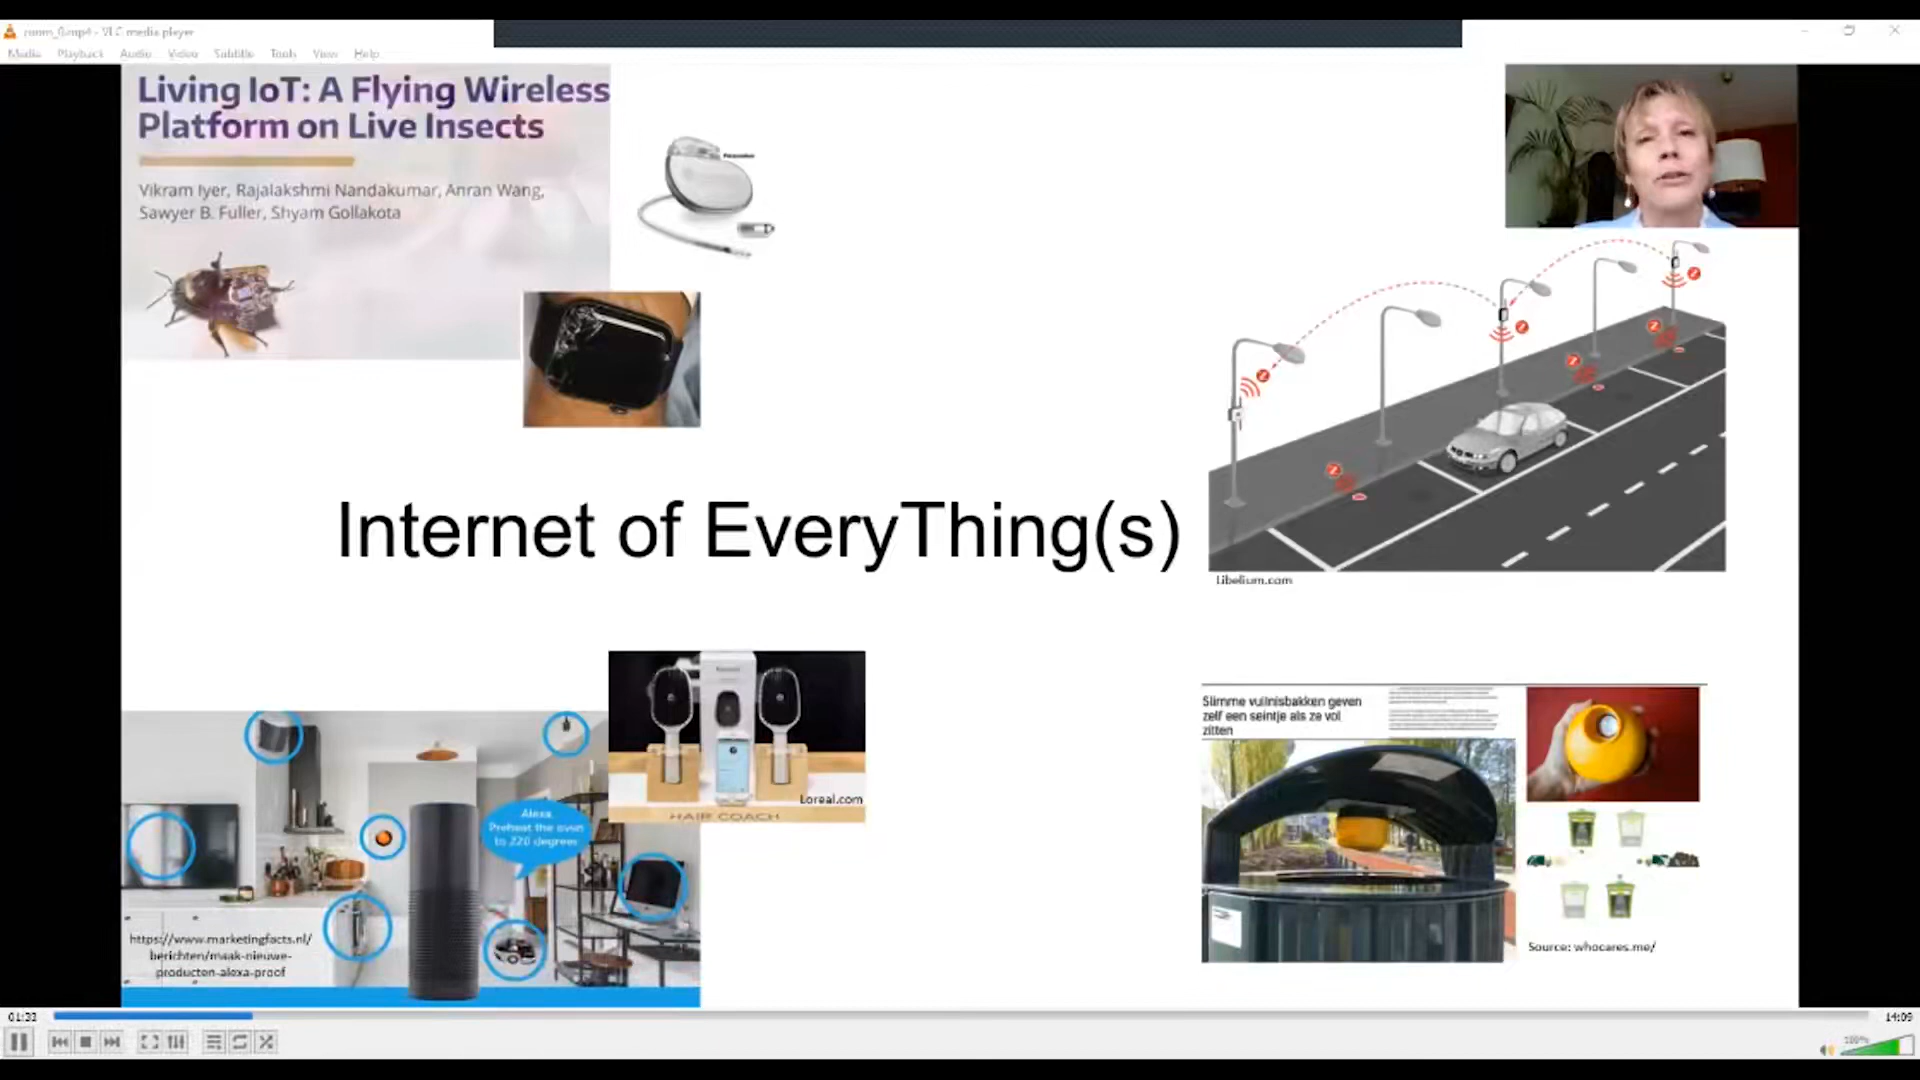 zoom_0.mp4 - VLC media player
Media Playback Audio Video Subtitle Tools View Help
Living IoT: A Flying Wireless
Platform on Live Insects
Vikram Iyer, Rajalakshmi Nandakumar, Anran Wang,
Sawyer B. Fuller, Shyam Gollakota
Internet of EveryThing(s)
Libelium.com
Loreal.com
HAIR COACH
Alexa
Preheat the oven
to 220 degrees
https://www.marketingfacts.nl/
berichten/maak-nieuwe-
producten-alexa-proof
Slimme vuilnisbakken geven
zelf een seintje als ze vol
zitten
Source: whocares.me/
01:33
14:09
100%